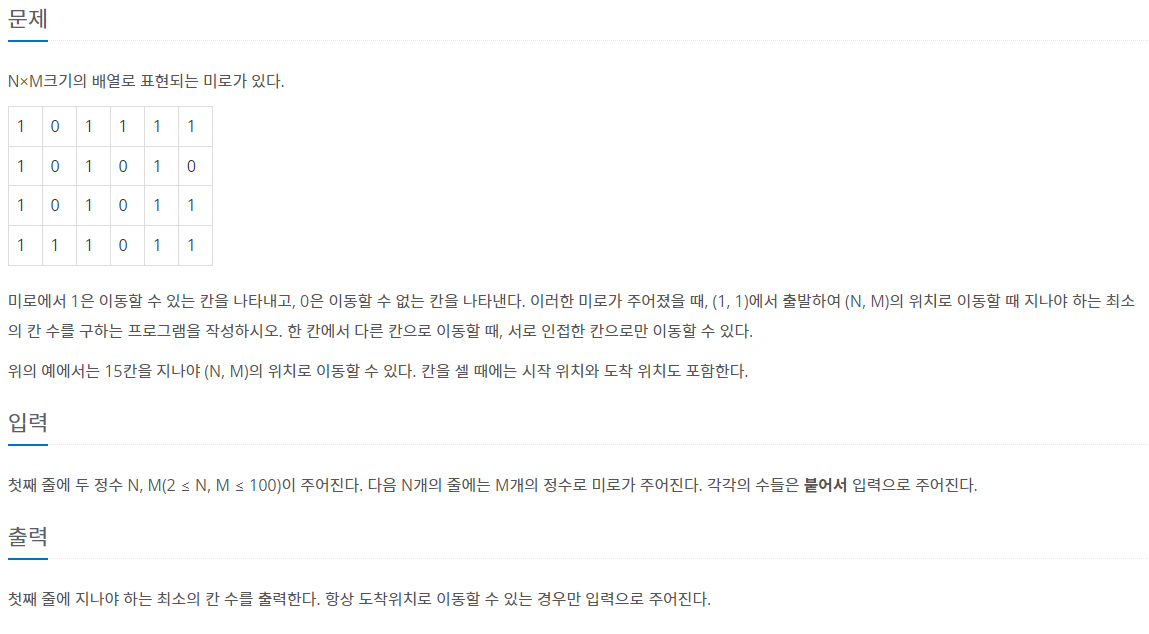 문제
N×M크기의 배열로 표현되는 미로가 있다.
1 0 1 1 1 1
1 0 1 0 1 0
1 0 1 0 1 1
1 1 1 0 1 1
미로에서 1은 이동할 수 있는 칸을 나타내고, 0은 이동할 수 없는 칸을 나타낸다. 이러한 미로가 주어졌을 때, (1, 1)에서 출발하여 (N, M)의 위치로 이동할 때 지나야 하는 최소
의 칸 수를 구하는 프로그램을 작성하시오. 한 칸에서 다른 칸으로 이동할 때, 서로 인접한 칸으로만 이동할 수 있다.
위의 예에서는 15칸을 지나야 (N, M)의 위치로 이동할 수 있다. 칸을 셀 때에는 시작 위치와 도착 위치도 포함한다.
입력
첫째 줄에 두 정수 N, M(2 ≤ N, M ≤ 100)이 주어진다. 다음 N개의 줄에는 M개의 정수로 미로가 주어진다. 각각의 수들은 붙어서 입력으로 주어진다.
출력
첫째 줄에 지나야 하는 최소의 칸 수를 출력한다. 항상 도착위치로 이동할 수 있는 경우만 입력으로 주어진다.